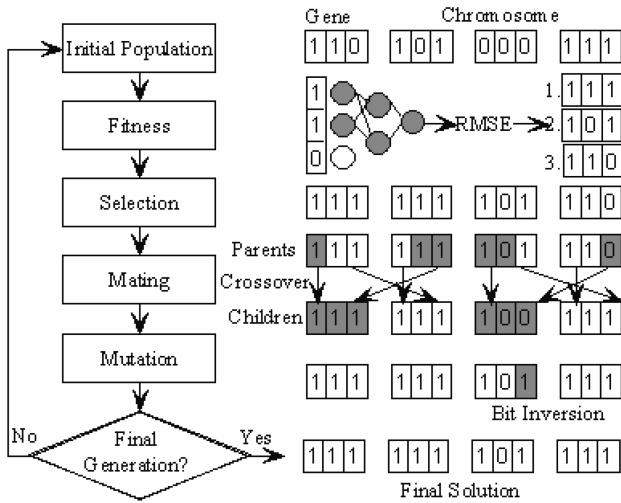 Gene Chromosome
Initial Population
1 1 0 1 0 1 0 0 0 1 1 1
1
1
0
RMSE
1. 1 1 1
2. 1 0 1
3. 1 1 0
Fitness
Selection
1 1 1 1 1 1 1 0 1 1 1 0
Parents 1 1 1 1 1 1 1 0 1 1 1 0
Mating
Crossover
Children 1 1 1 1 1 1 1 0 0 1 1 1
Mutation
1 1 1 1 1 1 1 0 1 1 1 1
Bit Inversion
No
Final
Generation?
Yes
1 1 1 1 1 1 1 0 1 1 1 1
Final Solution